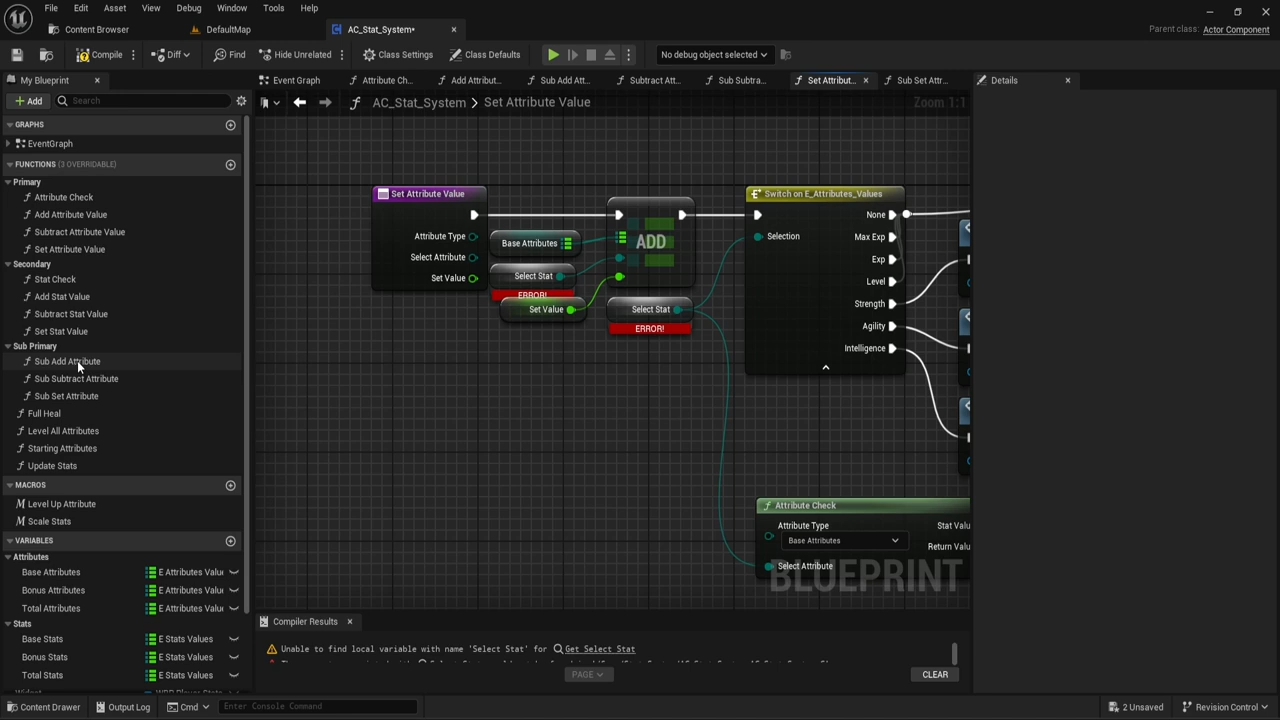 File Edit Asset View Debug Window Tools Help
Content Browser
DefaultMap
AC_Stat_System*
Parent class: Actor Component
Compile
Diff
Find
Hide Unrelated
Class Settings
Class Defaults
No debug object selected
My Blueprint
Event Graph
Attribute Ch...
Add Attribut...
Sub Add Att...
Subtract Att...
Sub Subtra...
Set Attribut...
Sub Set Attr...
Details
Add
Search
AC_Stat_System > Set Attribute Value
Zoom 1:1
GRAPHS
EventGraph
FUNCTIONS (3 OVERRIDABLE)
Primary
Attribute Check
Add Attribute Value
Subtract Attribute Value
Set Attribute Value
Secondary
Stat Check
Add Stat Value
Subtract Stat Value
Set Stat Value
Sub Primary
Sub Add Attribute
Sub Subtract Attribute
Sub Set Attribute
Full Heal
Level All Attributes
Starting Attributes
Update Stats
MACROS
Level Up Attribute
Scale Stats
VARIABLES
Attributes
Base Attributes E Attributes Value
Bonus Attributes E Attributes Value
Total Attributes E Attributes Value
Stats
Base Stats E Stats Values
Bonus Stats E Stats Values
Total Stats E Stats Values
Set Attribute Value
Attribute Type
Select Attribute
Set Value
Base Attributes
Select Stat
ERROR!
Set Value
ADD
Select Stat
ERROR!
Switch on E_Attributes_Values
Selection
None
Max Exp
Exp
Level
Strength
Agility
Intelligence
Attribute Check
Attribute Type
Base Attributes
Select Attribute
Stat Valu
Return Valu
BLUEPRINT
Compiler Results
Unable to find local variable with name 'Select Stat' for Get Select Stat
PAGE
CLEAR
Content Drawer
Output Log
Cmd
Enter Console Command
2 Unsaved
Revision Control